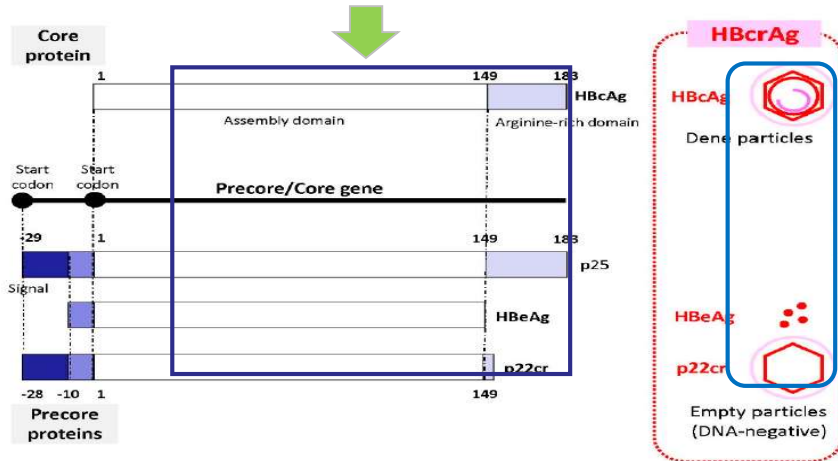 Core
protein
1
149
183
HBcAg
Assembly domain
Arginine-rich domain
Start
codon
Start
codon
Precore/Core gene
-29
1
149
183
p25
Signal
HBeAg
p22cr
-28
-10
1
149
Precore
proteins
HBcrAg
HBcAg
Dene particles
HBeAg
p22cr
Empty particles
(DNA-negative)